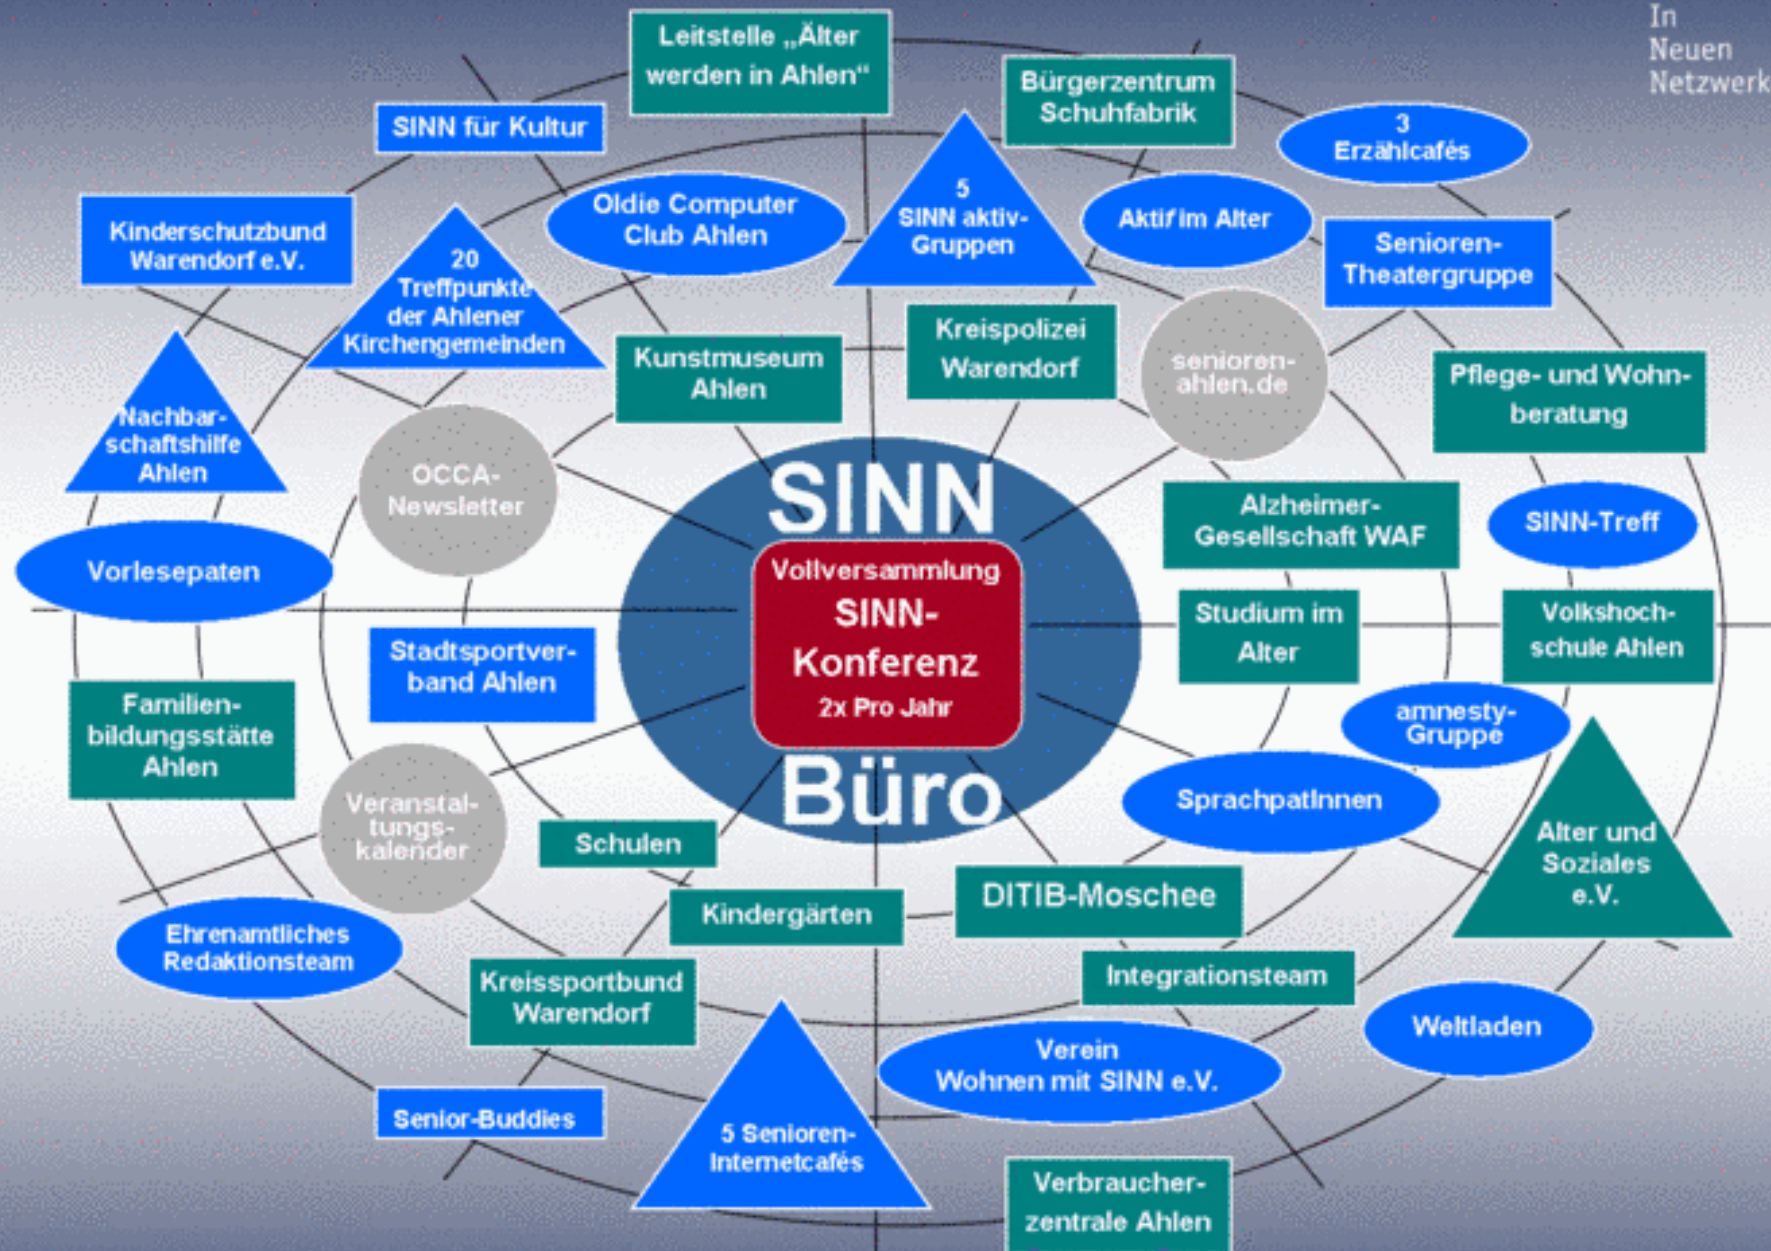 In
Neuen
Netzwerk
Leitstelle „Älter
werden in Ahlen“
Bürgerzentrum
Schuhfabrik
SINN für Kultur
3
Erzählcafés
Kinderschutzbund
Warendorf e.V.
20
Treffpunkte
der Ahlener
Kirchengemeinden
Oldie Computer
Club Ahlen
5
SINN aktiv-
Gruppen
Aktif im Alter
Senioren-
Theatergruppe
Kunstmuseum
Ahlen
Kreispolizei
Warendorf
senioren-
ahlen.de
Pflege- und Wohn-
beratung
Nachbar-
schaftshilfe
Ahlen
OCCA-
Newsletter
SINN
Alzheimer-
Gesellschaft WAF
SINN-Treff
Vorlesepaten
Vollversammlung
SINN-
Konferenz
2x Pro Jahr
Studium im
Alter
Volkshoch-
schule Ahlen
Stadtsportver-
band Ahlen
Familien-
bildungsstätte
Ahlen
amnesty-
Gruppe
Büro
SprachpatInnen
Veranstal-
tungs-
kalender
Schulen
Alter und
Soziales
e.V.
Kindergärten
DITIB-Moschee
Ehrenamtliches
Redaktionsteam
Kreissportbund
Warendorf
Integrationsteam
Weltladen
Verein
Wohnen mit SINN e.V.
Senior-Buddies
5 Senioren-
Internetcafés
Verbraucher-
zentrale Ahlen